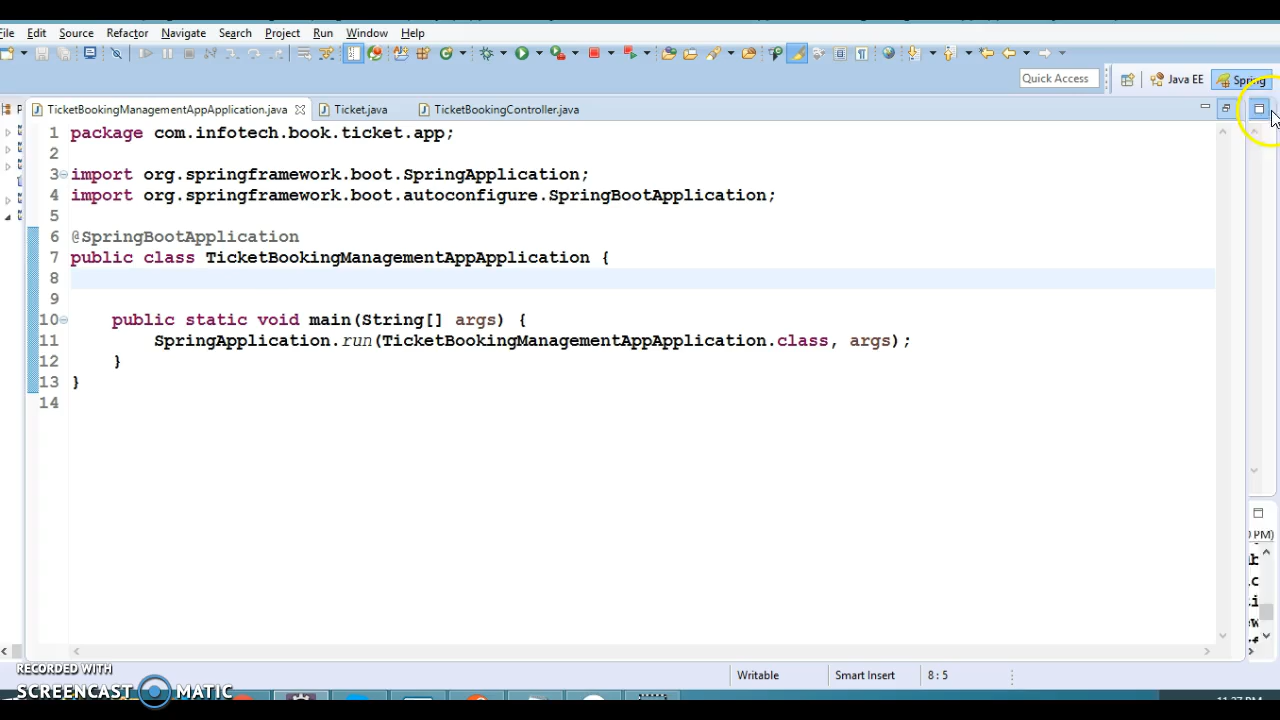 File Edit Source Refactor Navigate Search Project Run Window Help
Quick Access Java EE Spring
P TicketBookingManagementAppApplication.java Ticket.java TicketBookingController.java
1 package com.infotech.book.ticket.app;
2
3 import org.springframework.boot.SpringApplication;
4 import org.springframework.boot.autoconfigure.SpringBootApplication;
5
6 @SpringBootApplication
7 public class TicketBookingManagementAppApplication {
8
9
10 public static void main(String[] args) {
11 SpringApplication.run(TicketBookingManagementAppApplication.class, args);
12 }
13 }
14
PM)
Writable Smart Insert 8 : 5
RECORDED WITH
SCREENCAST MATIC